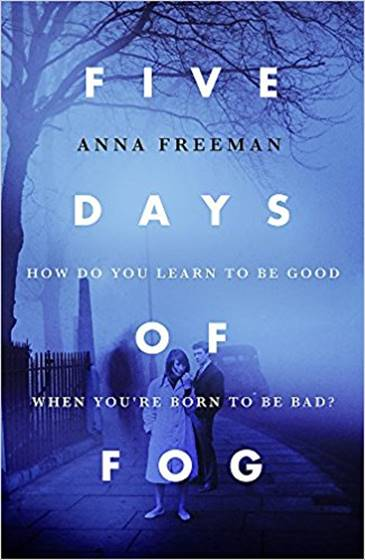 FIVE
ANNA FREEMAN
DAYS
HOW DO YOU LEARN TO BE GOOD
OF
WHEN YOU'RE BORN TO BE BAD?
FOG